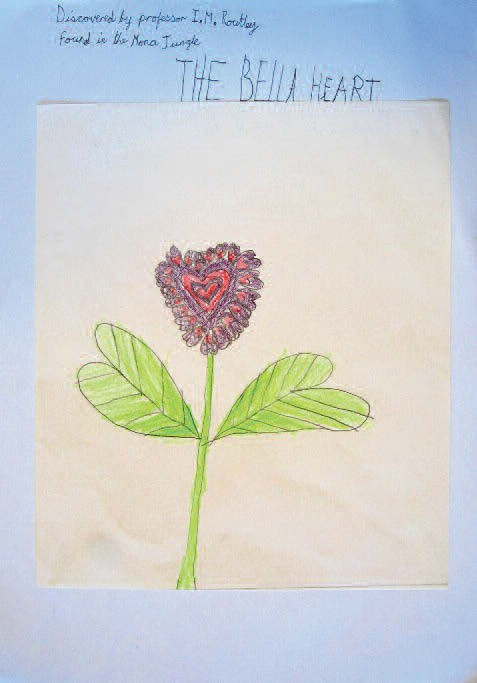 Discovered by professor I.M. Routley
Found in the Mona Jungle
THE BELLA HEART